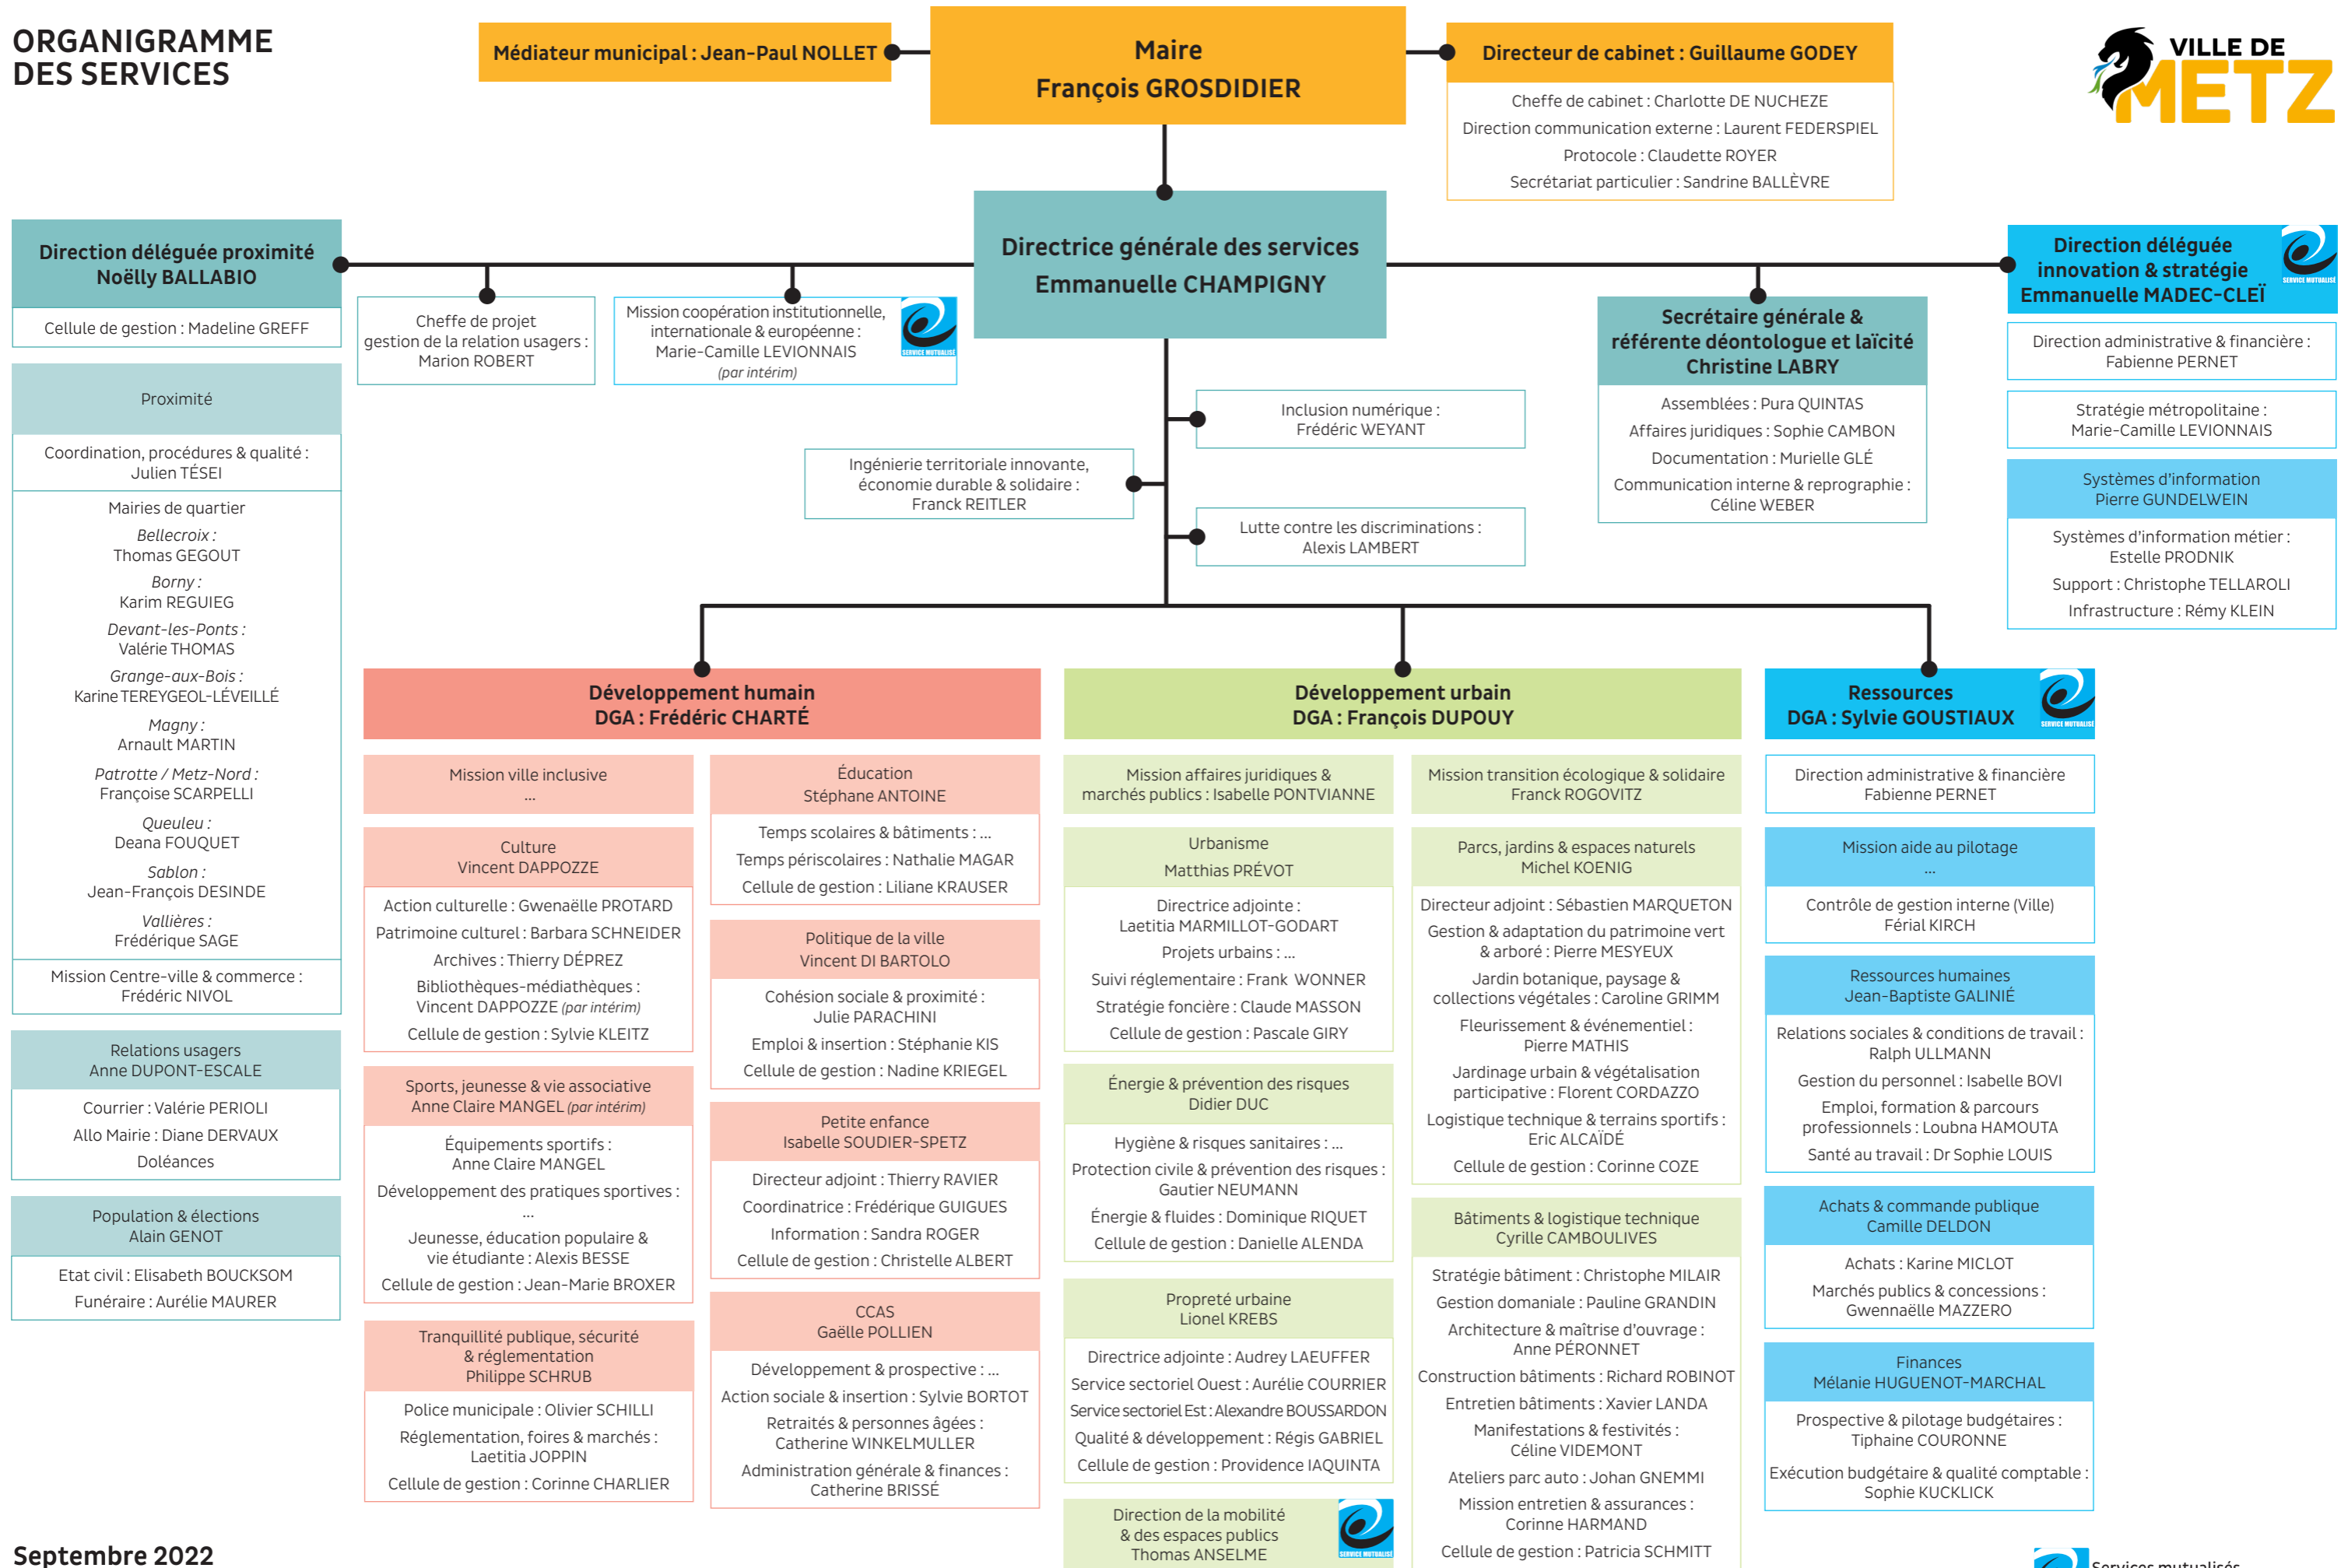 ORGANIGRAMME
DES SERVICES
Médiateur municipal : Jean-Paul NOLLET
Maire
François GROSDIDIER
Directeur de cabinet : Guillaume GODEY
Cheffe de cabinet : Charlotte DE NUCHEZE
Direction communication externe : Laurent FEDERSPIEL
Protocole : Claudette ROYER
Secrétariat particulier : Sandrine BALLÈVRE
VILLE DE
METZ
Directrice générale des services
Emmanuelle CHAMPIGNY
Direction déléguée proximité
Noëlly BALLABIO
Cellule de gestion : Madeline GREFF
Proximité
Coordination, procédures & qualité :
Julien TÉSEI
Mairies de quartier
Bellecroix :
Thomas GEGOUT
Borny :
Karim REGUIEG
Devant-les-Ponts :
Valérie THOMAS
Grange-aux-Bois :
Karine TEREYGEOL-LÉVEILLÉ
Magny :
Arnault MARTIN
Patrotte / Metz-Nord :
Françoise SCARPELLI
Queuleu :
Deana FOUQUET
Sablon :
Jean-François DESINDE
Vallières :
Frédérique SAGE
Mission Centre-ville & commerce :
Frédéric NIVOL
Relations usagers
Anne DUPONT-ESCALE
Courrier : Valérie PERIOLI
Allo Mairie : Diane DERVAUX
Doléances
Population & élections
Alain GENOT
Etat civil : Elisabeth BOUCKSOM
Funéraire : Aurélie MAURER
Cheffe de projet
gestion de la relation usagers :
Marion ROBERT
Mission coopération institutionnelle,
internationale & européenne :
Marie-Camille LEVIONNAIS
(par intérim)
SERVICE MUTUALISÉ
Inclusion numérique :
Frédéric WEYANT
Ingénierie territoriale innovante,
économie durable & solidaire :
Franck REITLER
Lutte contre les discriminations :
Alexis LAMBERT
Secrétaire générale &
référente déontologue et laïcité
Christine LABRY
Assemblées : Pura QUINTAS
Affaires juridiques : Sophie CAMBON
Documentation : Murielle GLÉ
Communication interne & reprographie :
Céline WEBER
Direction déléguée
innovation & stratégie
Emmanuelle MADEC-CLEÏ
SERVICE MUTUALISÉ
Direction administrative & financière :
Fabienne PERNET
Stratégie métropolitaine :
Marie-Camille LEVIONNAIS
Systèmes d'information
Pierre GUNDELWEIN
Systèmes d'information métier :
Estelle PRODNIK
Support : Christophe TELLAROLI
Infrastructure : Rémy KLEIN
Développement humain
DGA : Frédéric CHARTÉ
Mission ville inclusive
...
Culture
Vincent DAPPOZZE
Action culturelle : Gwenaëlle PROTARD
Patrimoine culturel : Barbara SCHNEIDER
Archives : Thierry DÉPREZ
Bibliothèques-médiathèques :
Vincent DAPPOZZE (par intérim)
Cellule de gestion : Sylvie KLEITZ
Sports, jeunesse & vie associative
Anne Claire MANGEL (par intérim)
Équipements sportifs :
Anne Claire MANGEL
Développement des pratiques sportives :
...
Jeunesse, éducation populaire &
vie étudiante : Alexis BESSE
Cellule de gestion : Jean-Marie BROXER
Tranquillité publique, sécurité
& réglementation
Philippe SCHRUB
Police municipale : Olivier SCHILLI
Réglementation, foires & marchés :
Laetitia JOPPIN
Cellule de gestion : Corinne CHARLIER
Éducation
Stéphane ANTOINE
Temps scolaires & bâtiments : ...
Temps périscolaires : Nathalie MAGAR
Cellule de gestion : Liliane KRAUSER
Politique de la ville
Vincent DI BARTOLO
Cohésion sociale & proximité :
Julie PARACHINI
Emploi & insertion : Stéphanie KIS
Cellule de gestion : Nadine KRIEGEL
Petite enfance
Isabelle SOUDIER-SPETZ
Directeur adjoint : Thierry RAVIER
Coordinatrice : Frédérique GUIGUES
Information : Sandra ROGER
Cellule de gestion : Christelle ALBERT
CCAS
Gaëlle POLLIEN
Développement & prospective : ...
Action sociale & insertion : Sylvie BORTOT
Retraités & personnes âgées :
Catherine WINKELMULLER
Administration générale & finances :
Catherine BRISSÉ
Développement urbain
DGA : François DUPOUY
Mission affaires juridiques &
marchés publics : Isabelle PONTVIANNE
Urbanisme
Matthias PRÉVOT
Directrice adjointe :
Laetitia MARMILLOT-GODART
Projets urbains : ...
Suivi réglementaire : Frank WONNER
Stratégie foncière : Claude MASSON
Cellule de gestion : Pascale GIRY
Énergie & prévention des risques
Didier DUC
Hygiène & risques sanitaires : ...
Protection civile & prévention des risques :
Gautier NEUMANN
Énergie & fluides : Dominique RIQUET
Cellule de gestion : Danielle ALENDA
Propreté urbaine
Lionel KREBS
Directrice adjointe : Audrey LAEUFFER
Service sectoriel Ouest : Aurélie COURRIER
Service sectoriel Est : Alexandre BOUSSARDON
Qualité & développement : Régis GABRIEL
Cellule de gestion : Providence IAQUINTA
Direction de la mobilité
& des espaces publics
Thomas ANSELME
SERVICE MUTUALISÉ
Mission transition écologique & solidaire
Franck ROGOVITZ
Parcs, jardins & espaces naturels
Michel KOENIG
Directeur adjoint : Sébastien MARQUETON
Gestion & adaptation du patrimoine vert
& arboré : Pierre MESYEUX
Jardin botanique, paysage &
collections végétales : Caroline GRIMM
Fleurissement & événementiel :
Pierre MATHIS
Jardinage urbain & végétalisation
participative : Florent CORDAZZO
Logistique technique & terrains sportifs :
Eric ALCAÏDÉ
Cellule de gestion : Corinne COZE
Bâtiments & logistique technique
Cyrille CAMBOULIVES
Stratégie bâtiment : Christophe MILAIR
Gestion domaniale : Pauline GRANDIN
Architecture & maîtrise d'ouvrage :
Anne PÉRONNET
Construction bâtiments : Richard ROBINOT
Entretien bâtiments : Xavier LANDA
Manifestations & festivités :
Céline VIDEMONT
Ateliers parc auto : Johan GNEMMI
Mission entretien & assurances :
Corinne HARMAND
Cellule de gestion : Patricia SCHMITT
Ressources
DGA : Sylvie GOUSTIAUX
SERVICE MUTUALISÉ
Direction administrative & financière
Fabienne PERNET
Mission aide au pilotage
...
Contrôle de gestion interne (Ville)
Férial KIRCH
Ressources humaines
Jean-Baptiste GALINIÉ
Relations sociales & conditions de travail :
Ralph ULLMANN
Gestion du personnel : Isabelle BOVI
Emploi, formation & parcours
professionnels : Loubna HAMOUTA
Santé au travail : Dr Sophie LOUIS
Achats & commande publique
Camille DELDON
Achats : Karine MICLOT
Marchés publics & concessions :
Gwennaëlle MAZZERO
Finances
Mélanie HUGUENOT-MARCHAL
Prospective & pilotage budgétaires :
Tiphaine COURONNE
Exécution budgétaire & qualité comptable :
Sophie KUCKLICK
Septembre 2022
Services mutualisés